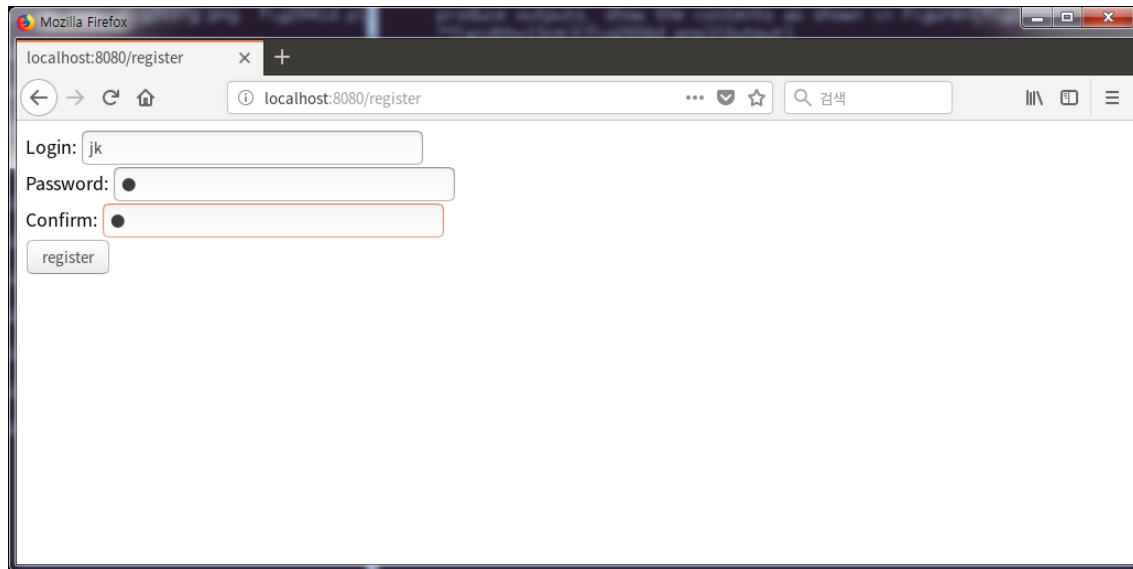 Mozilla Firefox
localhost:8080/register
localhost:8080/register
검색
Login: jk
Password: ●
Confirm: ●
register